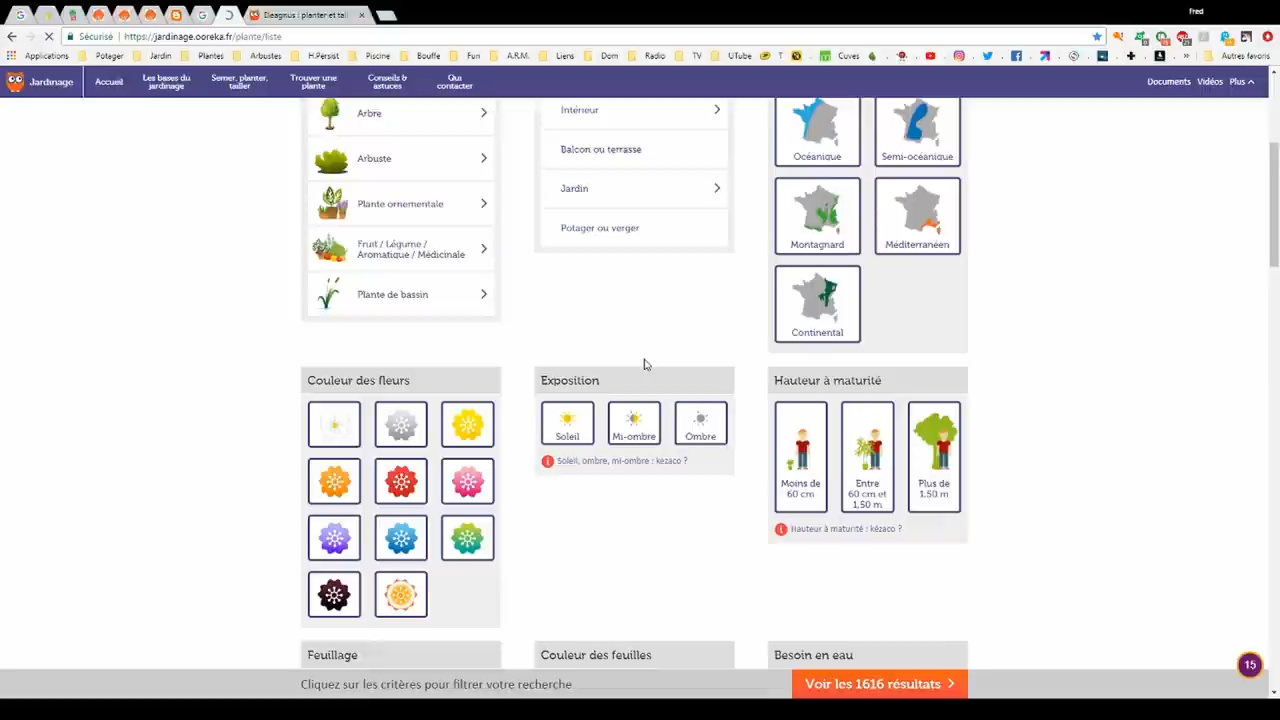 Fred
Eleagnus : planter et tail
Sécurisé
https://jardinage.ooreka.fr/plante/liste
Applications
Potager
Jardin
Plantes
Arbustes
H.Persist
Piscine
Bouffe
Fun
A.R.M.
Liens
Dom
Radio
TV
UTube
T
Cuves
Autres favoris
Jardinage
Accueil
Les bases du jardinage
Semer, planter, tailler
Trouver une plante
Conseils & astuces
Qui contacter
Documents
Vidéos
Plus
Arbre
Arbuste
Plante ornementale
Fruit / Légume /
Aromatique / Médicinale
Plante de bassin
Intérieur
Balcon ou terrasse
Jardin
Potager ou verger
Océanique
Semi-océanique
Montagnard
Méditerranéen
Continental
Couleur des fleurs
Exposition
Soleil
Mi-ombre
Ombre
Soleil, ombre, mi-ombre : kezaco ?
Hauteur à maturité
Moins de
60 cm
Entre
60 cm et
1,50 m
Plus de
1,50 m
Hauteur à maturité : kézaco ?
Feuillage
Couleur des feuilles
Besoin en eau
Cliquez sur les critères pour filtrer votre recherche
Voir les 1616 résultats
15